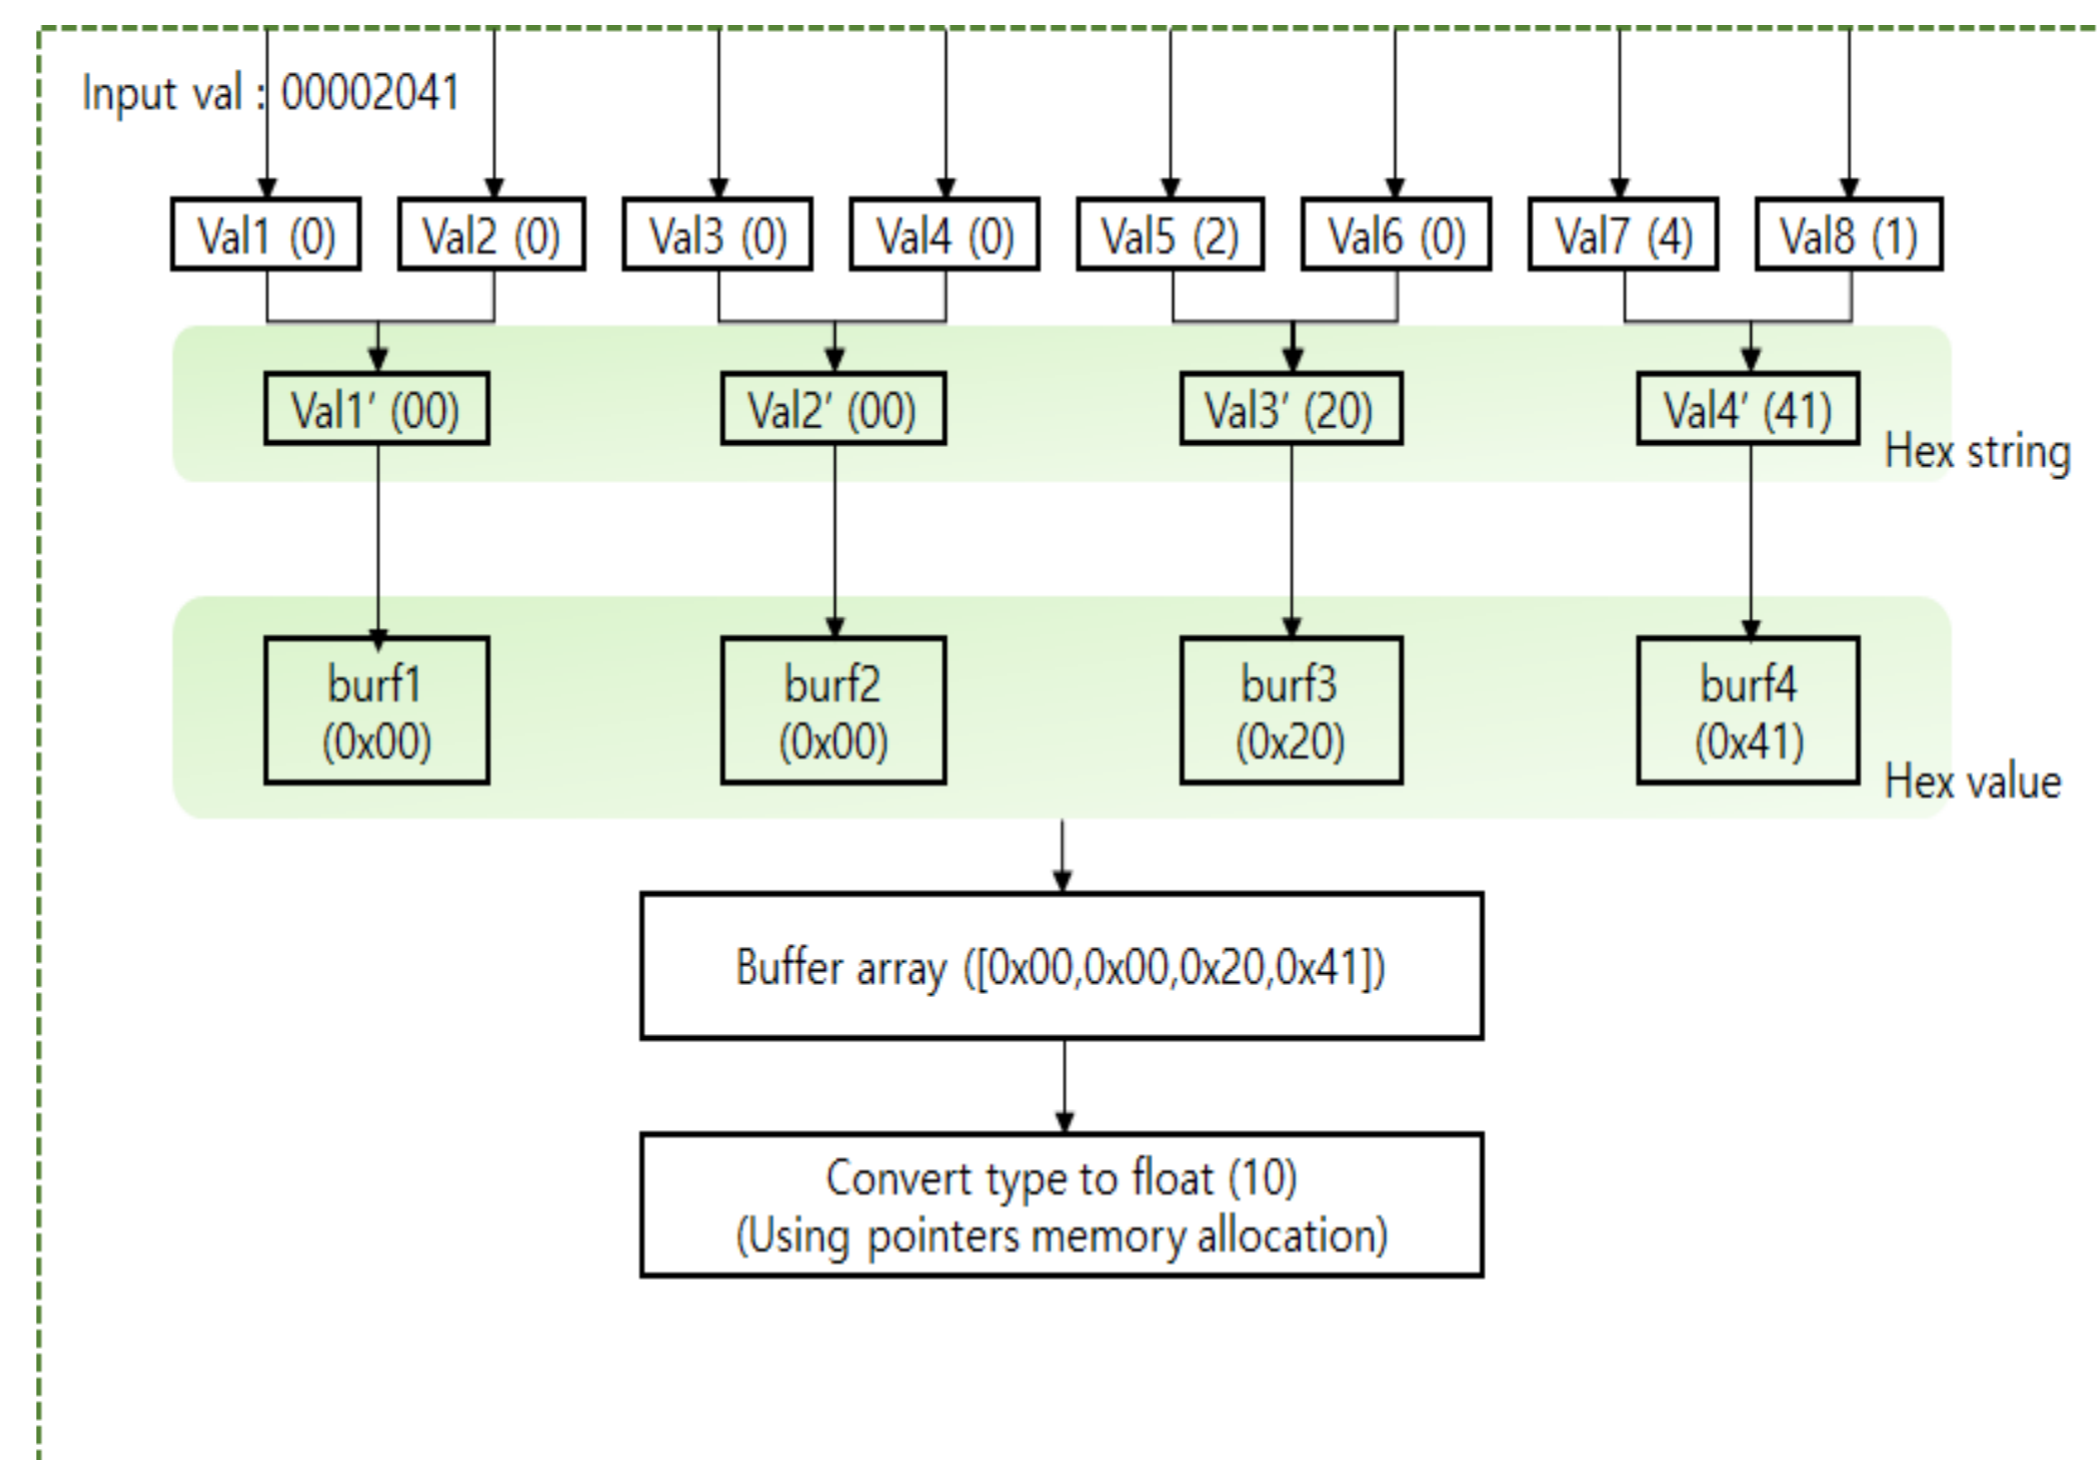 Input val : 00002041
Val1 (0)
Val2 (0)
Val3 (0)
Val4 (0)
Val5 (2)
Val6 (0)
Val7 (4)
Val8 (1)
Val1’ (00)
Val2’ (00)
Val3’ (20)
Val4’ (41)
Hex string
burf1
(0x00)
burf2
(0x00)
burf3
(0x20)
burf4
(0x41)
Hex value
Buffer array ([0x00,0x00,0x20,0x41])
Convert type to float (10)
(Using pointers memory allocation)